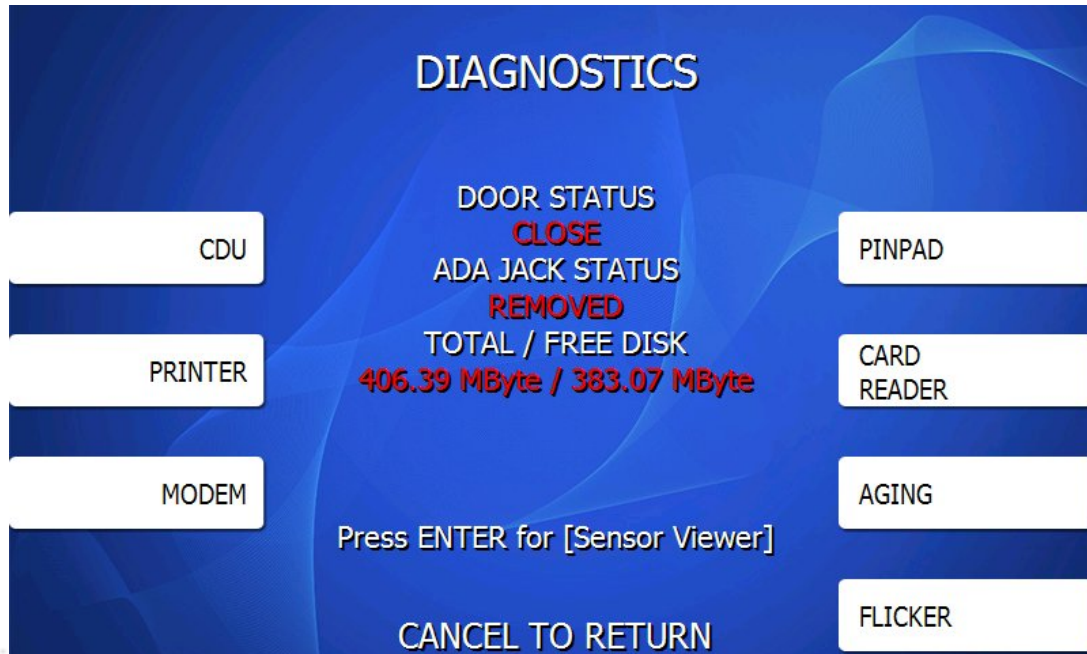 DIAGNOSTICS
DOOR STATUS
CLOSE
ADA JACK STATUS
REMOVED
TOTAL / FREE DISK
406.39 MByte / 383.07 MByte
CDU
PRINTER
MODEM
PINPAD
CARD
READER
AGING
FLICKER
Press ENTER for [Sensor Viewer]
CANCEL TO RETURN